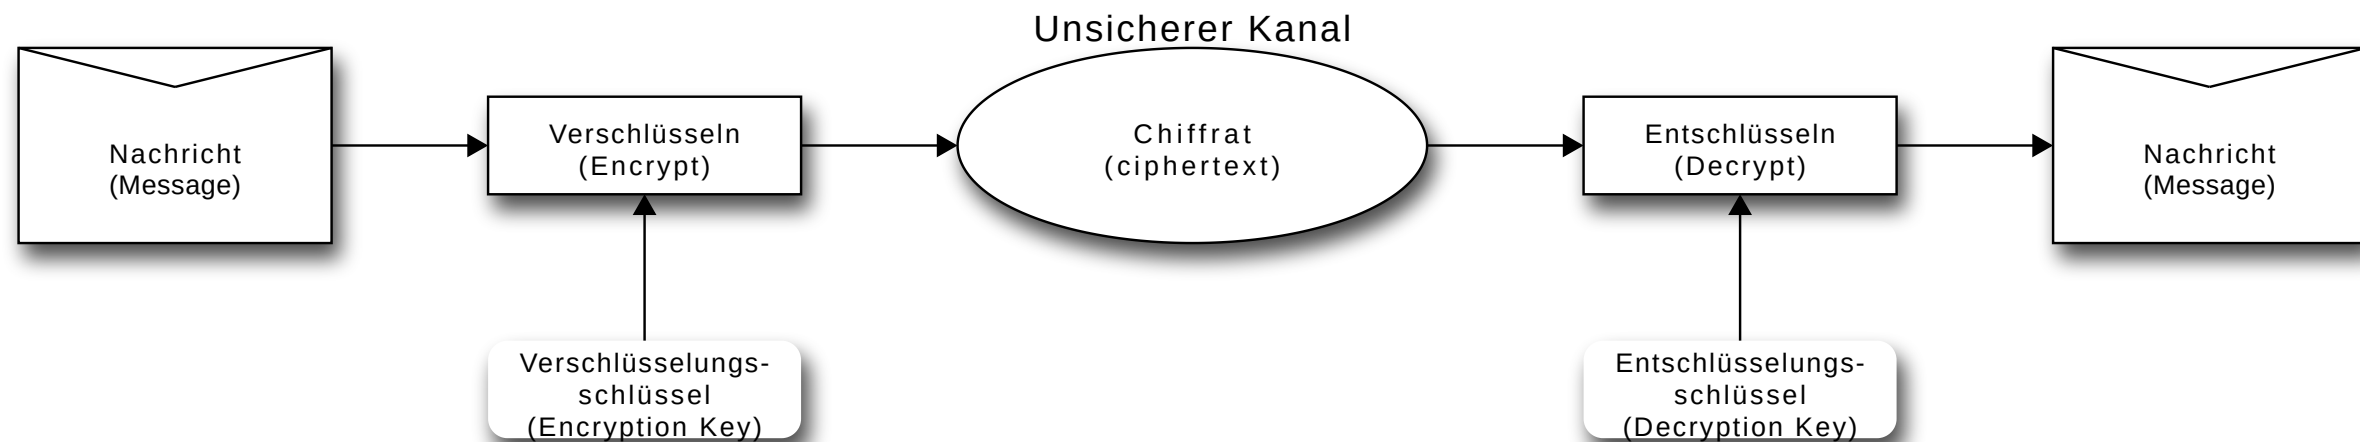 Unsicherer Kanal
Nachricht
(Message)
Verschlüsseln
(Encrypt)
Chiffrat
(ciphertext)
Entschlüsseln
(Decrypt)
Nachricht
(Message)
Verschlüsselungs-
schlüssel
(Encryption Key)
Entschlüsselungs-
schlüssel
(Decryption Key)